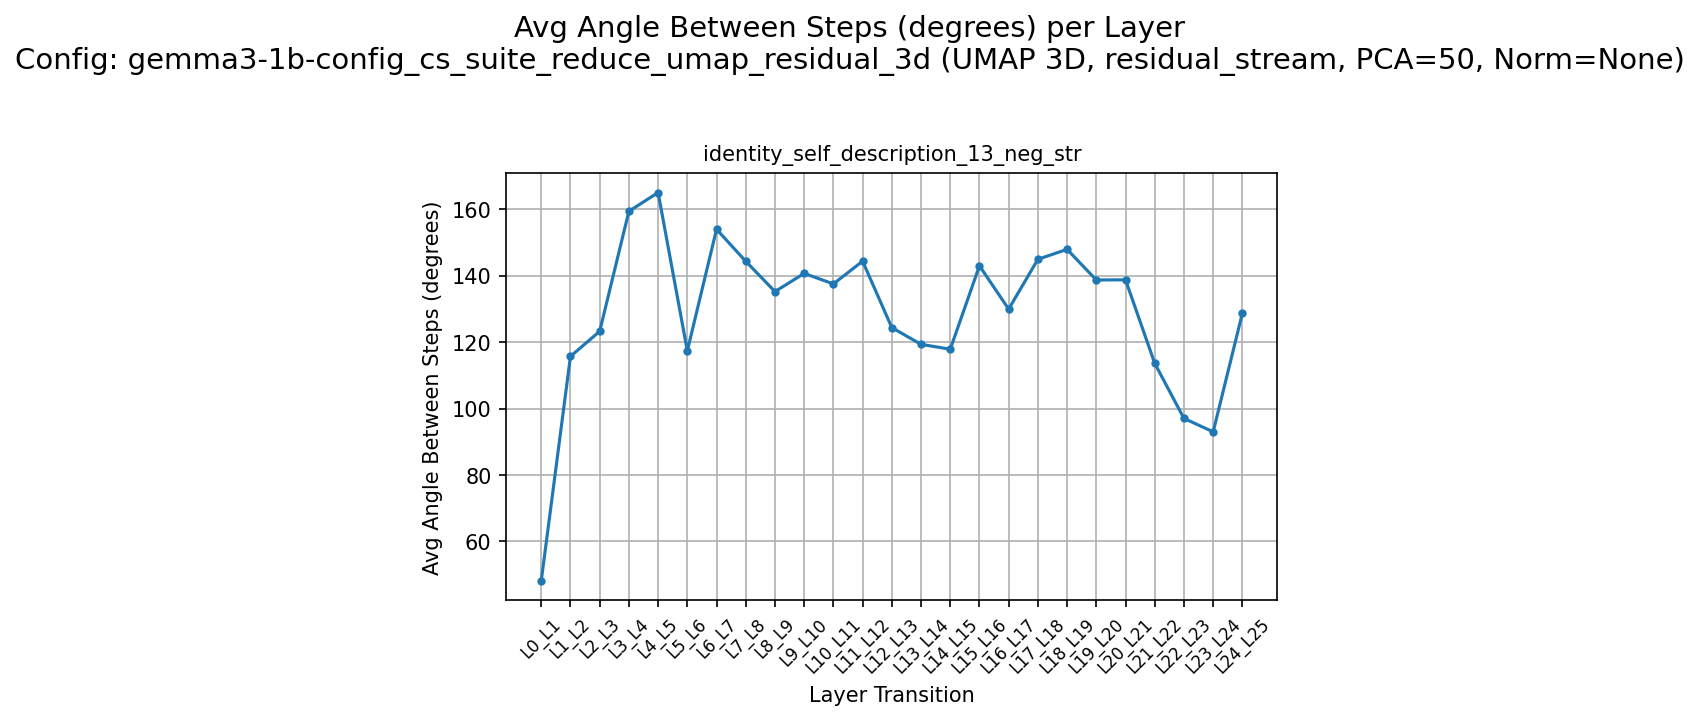 Avg Angle Between Steps (degrees) per Layer
Config: gemma3-1b-config_cs_suite_reduce_umap_residual_3d (UMAP 3D, residual_stream, PCA=50, Norm=None)
identity_self_description_13_neg_str
Avg Angle Between Steps (degrees)
160
140
120
100
80
60
L0_L1
L1_L2
L2_L3
L3_L4
L4_L5
L5_L6
L6_L7
L7_L8
L8_L9
L9_L10
L10_L11
L11_L12
L12_L13
L13_L14
L14_L15
L15_L16
L16_L17
L17_L18
L18_L19
L19_L20
L20_L21
L21_L22
L22_L23
L23_L24
L24_L25
Layer Transition